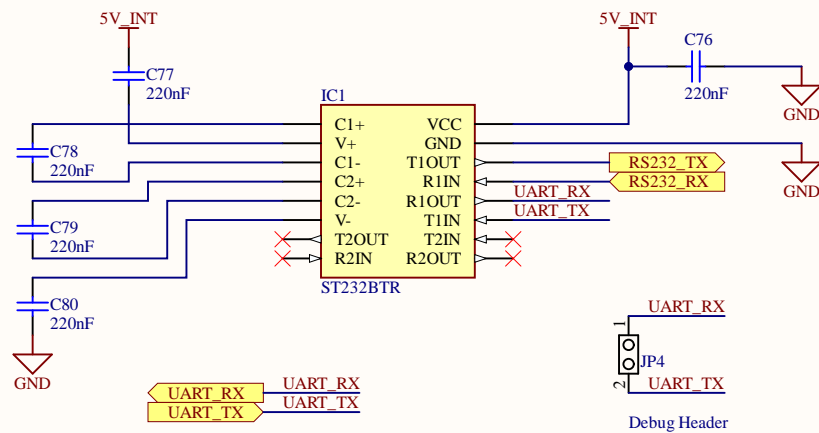 5V_INT
5V_INT
C77
220nF
C76
220nF
GND
IC1
C1+ VCC
V+ GND
C1- T1OUT RS232_TX
C2+ R1IN RS232_RX
C2- R1OUT UART_RX
V- T1IN UART_TX
T2OUT T2IN
R2IN R2OUT
ST232BTR
GND
C78
220nF
C79
220nF
C80
220nF
GND
UART_RX UART_RX
UART_TX UART_TX
1 UART_RX
JP4
2 UART_TX
Debug Header